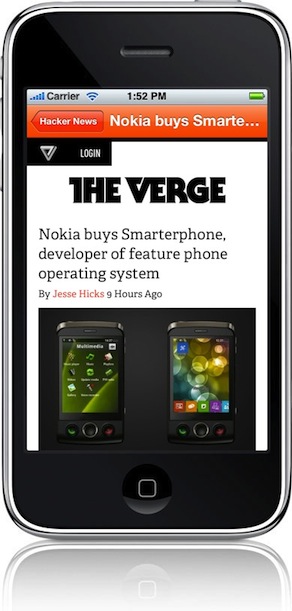 Carrier 1:52 PM
Hacker News Nokia buys Smarte...
LOGIN
THE VERGE
Nokia buys Smarterphone,
developer of feature phone
operating system
By Jesse Hicks 9 Hours Ago
Multimedia